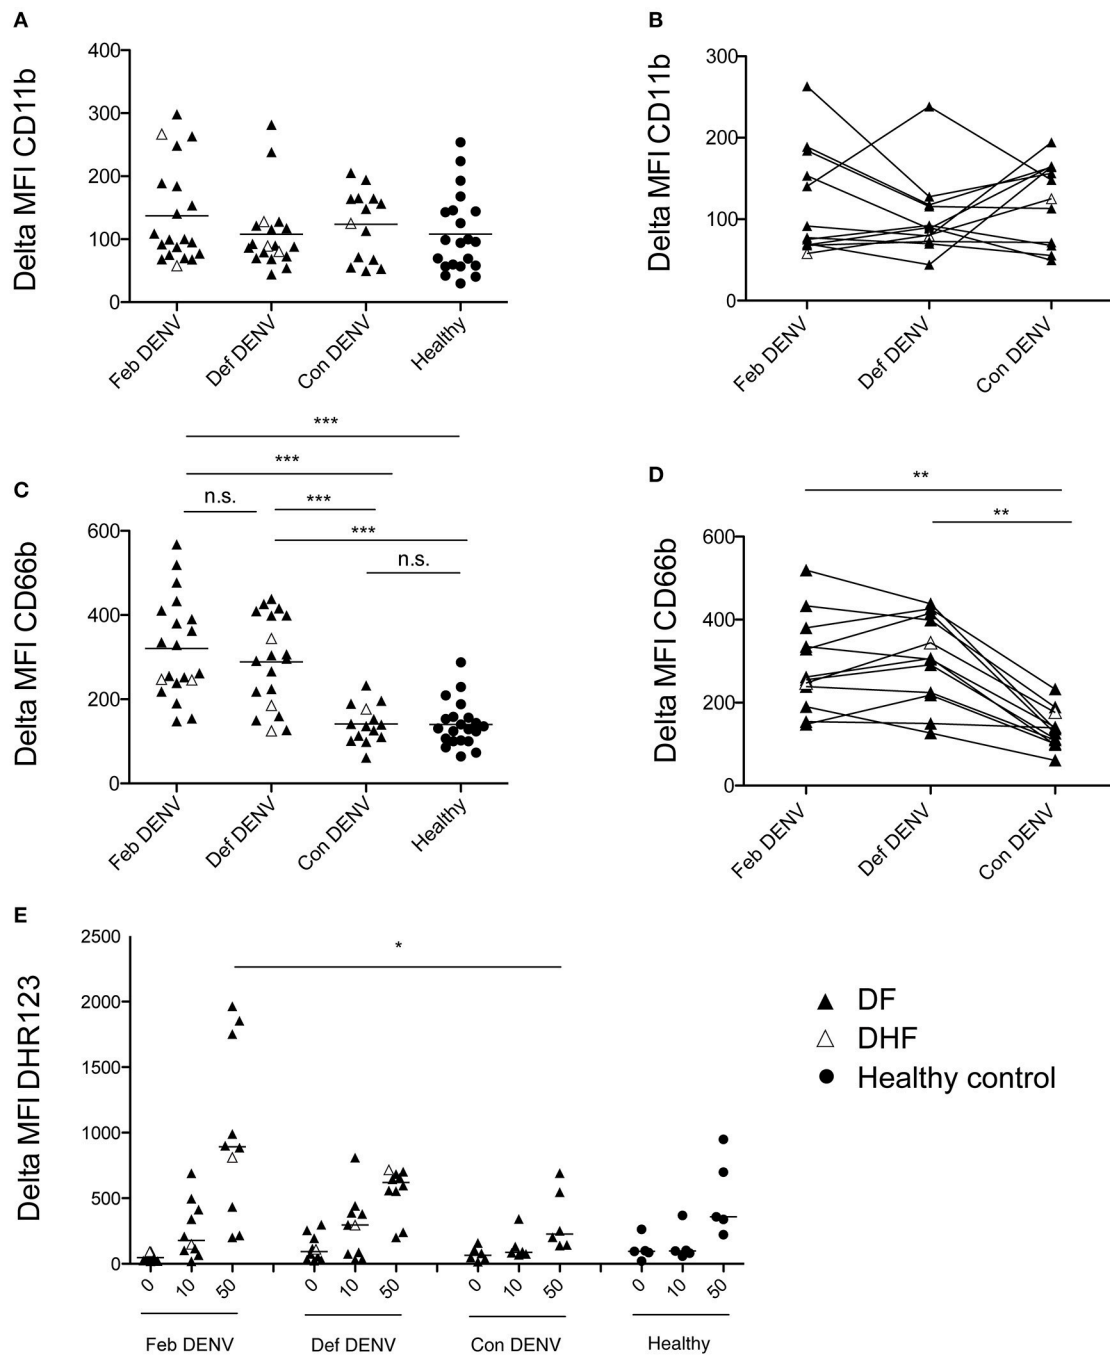 A
Delta MFI CD11b
400
300
200
100
0
Feb DENV
Def DENV
Con DENV
Healthy
B
Delta MFI CD11b
300
200
100
0
Feb DENV
Def DENV
Con DENV
C
***
***
n.s.
***
***
n.s.
Delta MFI CD66b
600
400
200
0
Feb DENV
Def DENV
Con DENV
Healthy
D
**
**
Delta MFI CD66b
600
400
200
0
Feb DENV
Def DENV
Con DENV
E
*
Delta MFI DHR123
2500
2000
1500
1000
500
0
0 10 50 0 10 50 0 10 50 0 10 50
Feb DENV Def DENV Con DENV Healthy
DF
DHF
Healthy control